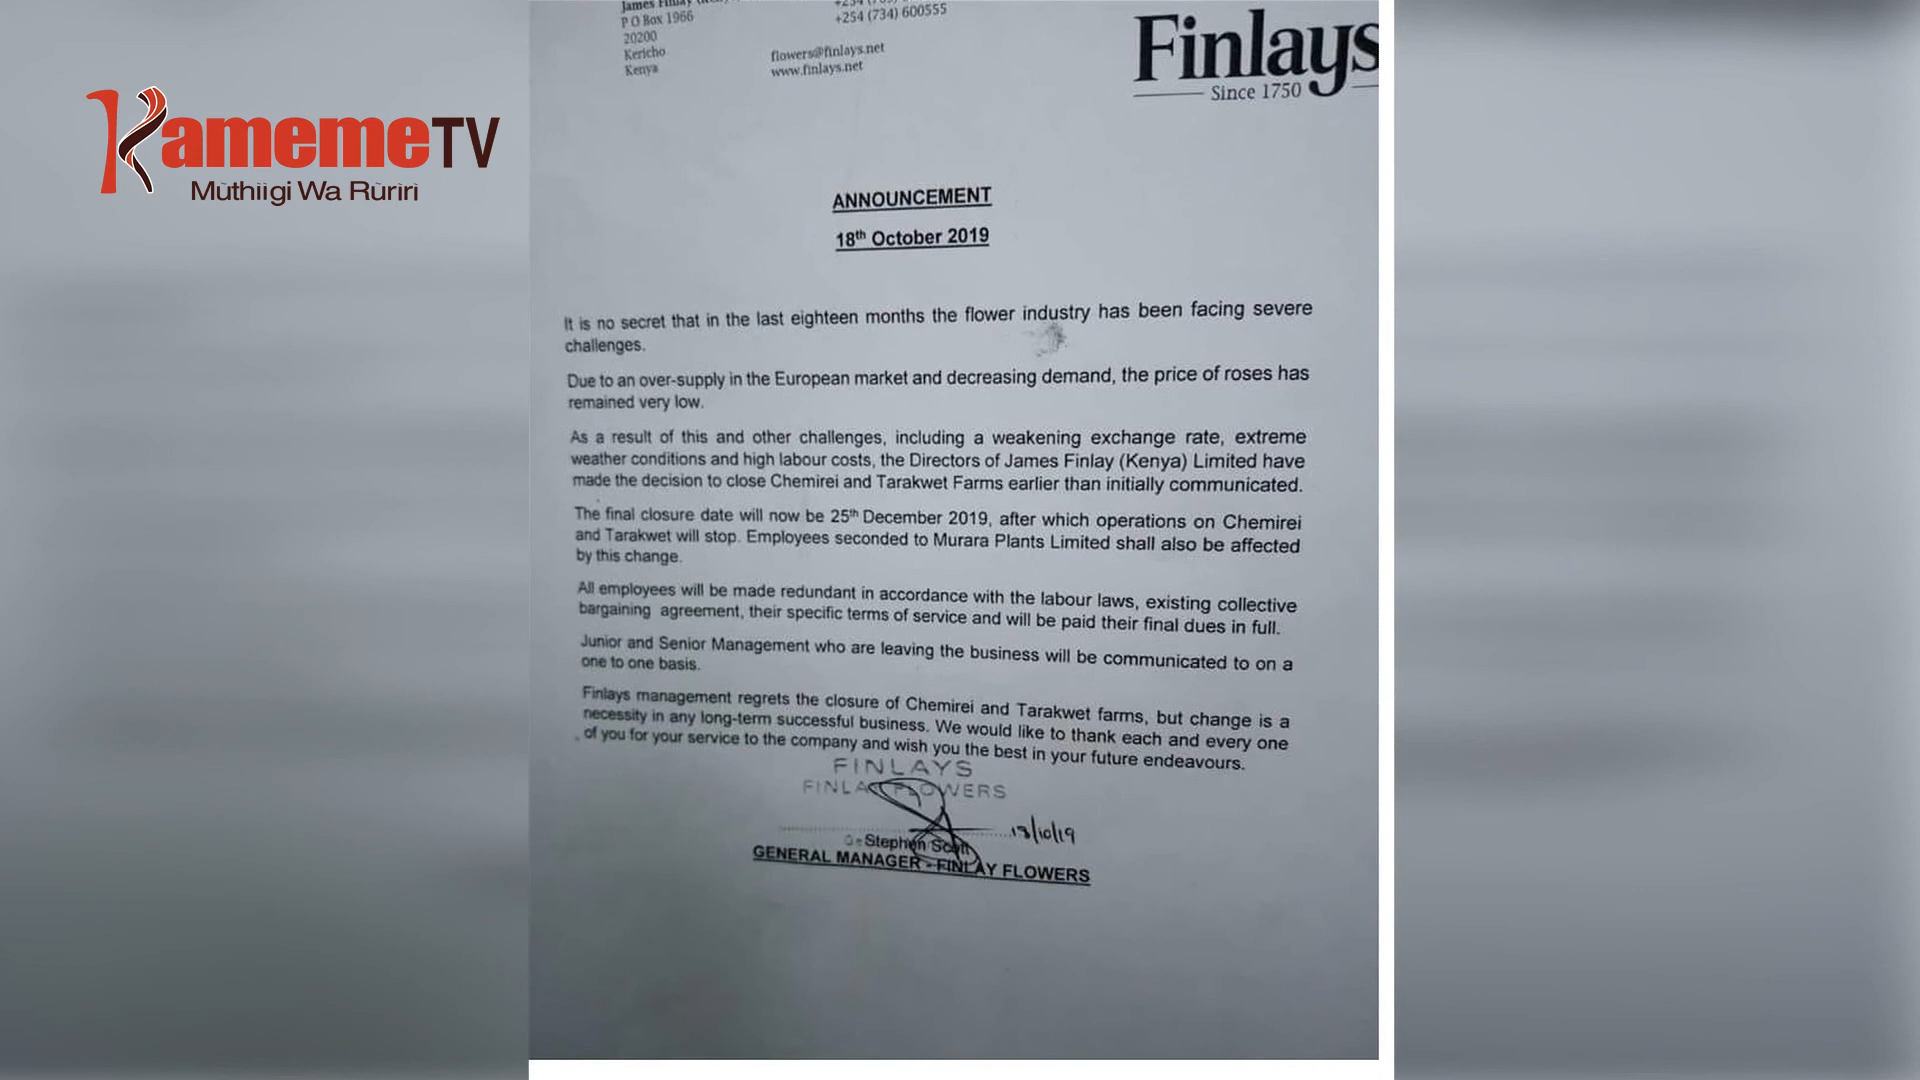 KamemeTV
Mùthiìgi Wa Rũrìrì
James Finlay
P O Box 1966
20200
Kericho
Kenya
+254 (734) 600555
flowers@finlays.net
www.finlays.net
Finlays
Since 1750
ANNOUNCEMENT
18th October 2019
It is no secret that in the last eighteen months the flower industry has been facing severe
challenges.
Due to an over-supply in the European market and decreasing demand, the price of roses has
remained very low.
As a result of this and other challenges, including a weakening exchange rate, extreme
weather conditions and high labour costs, the Directors of James Finlay (Kenya) Limited have
made the decision to close Chemirei and Tarakwet Farms earlier than initially communicated.
The final closure date will now be 25th December 2019, after which operations on Chemirei
and Tarakwet will stop. Employees seconded to Murara Plants Limited shall also be affected
by this change.
All employees will be made redundant in accordance with the labour laws, existing collective
bargaining agreement, their specific terms of service and will be paid their final dues in full.
Junior and Senior Management who are leaving the business will be communicated to on a
one to one basis.
Finlays management regrets the closure of Chemirei and Tarakwet farms, but change is a
necessity in any long-term successful business. We would like to thank each and every one
of you for your service to the company and wish you the best in your future endeavours.
FINLAYS
FINLAY FLOWERS
/10/19
Stephen Scott
GENERAL MANAGER - FINLAY FLOWERS